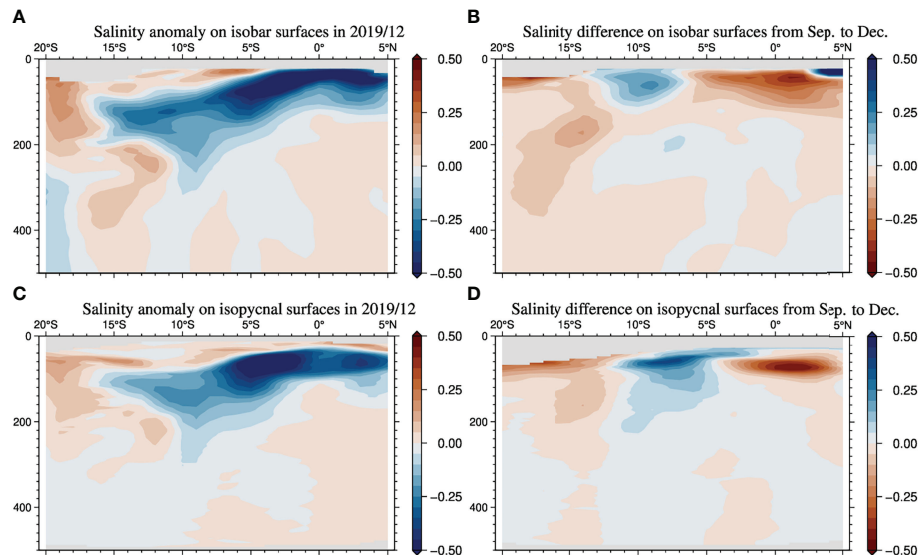 A
B
Salinity anomaly on isobar surfaces in 2019/12
Salinity difference on isobar surfaces from Sep. to Dec.
20°S 15°S 10°S 5°S 0° 5°N
20°S 15°S 10°S 5°S 0° 5°N
0
200
400
0.50
0.25
0.00
−0.25
−0.50
0
200
400
0.50
0.25
0.00
−0.25
−0.50
C
D
Salinity anomaly on isopycnal surfaces in 2019/12
Salinity difference on isopycnal surfaces from Sep. to Dec.
20°S 15°S 10°S 5°S 0° 5°N
20°S 15°S 10°S 5°S 0° 5°N
0
200
400
0.50
0.25
0.00
−0.25
−0.50
0
200
400
0.50
0.25
0.00
−0.25
−0.50